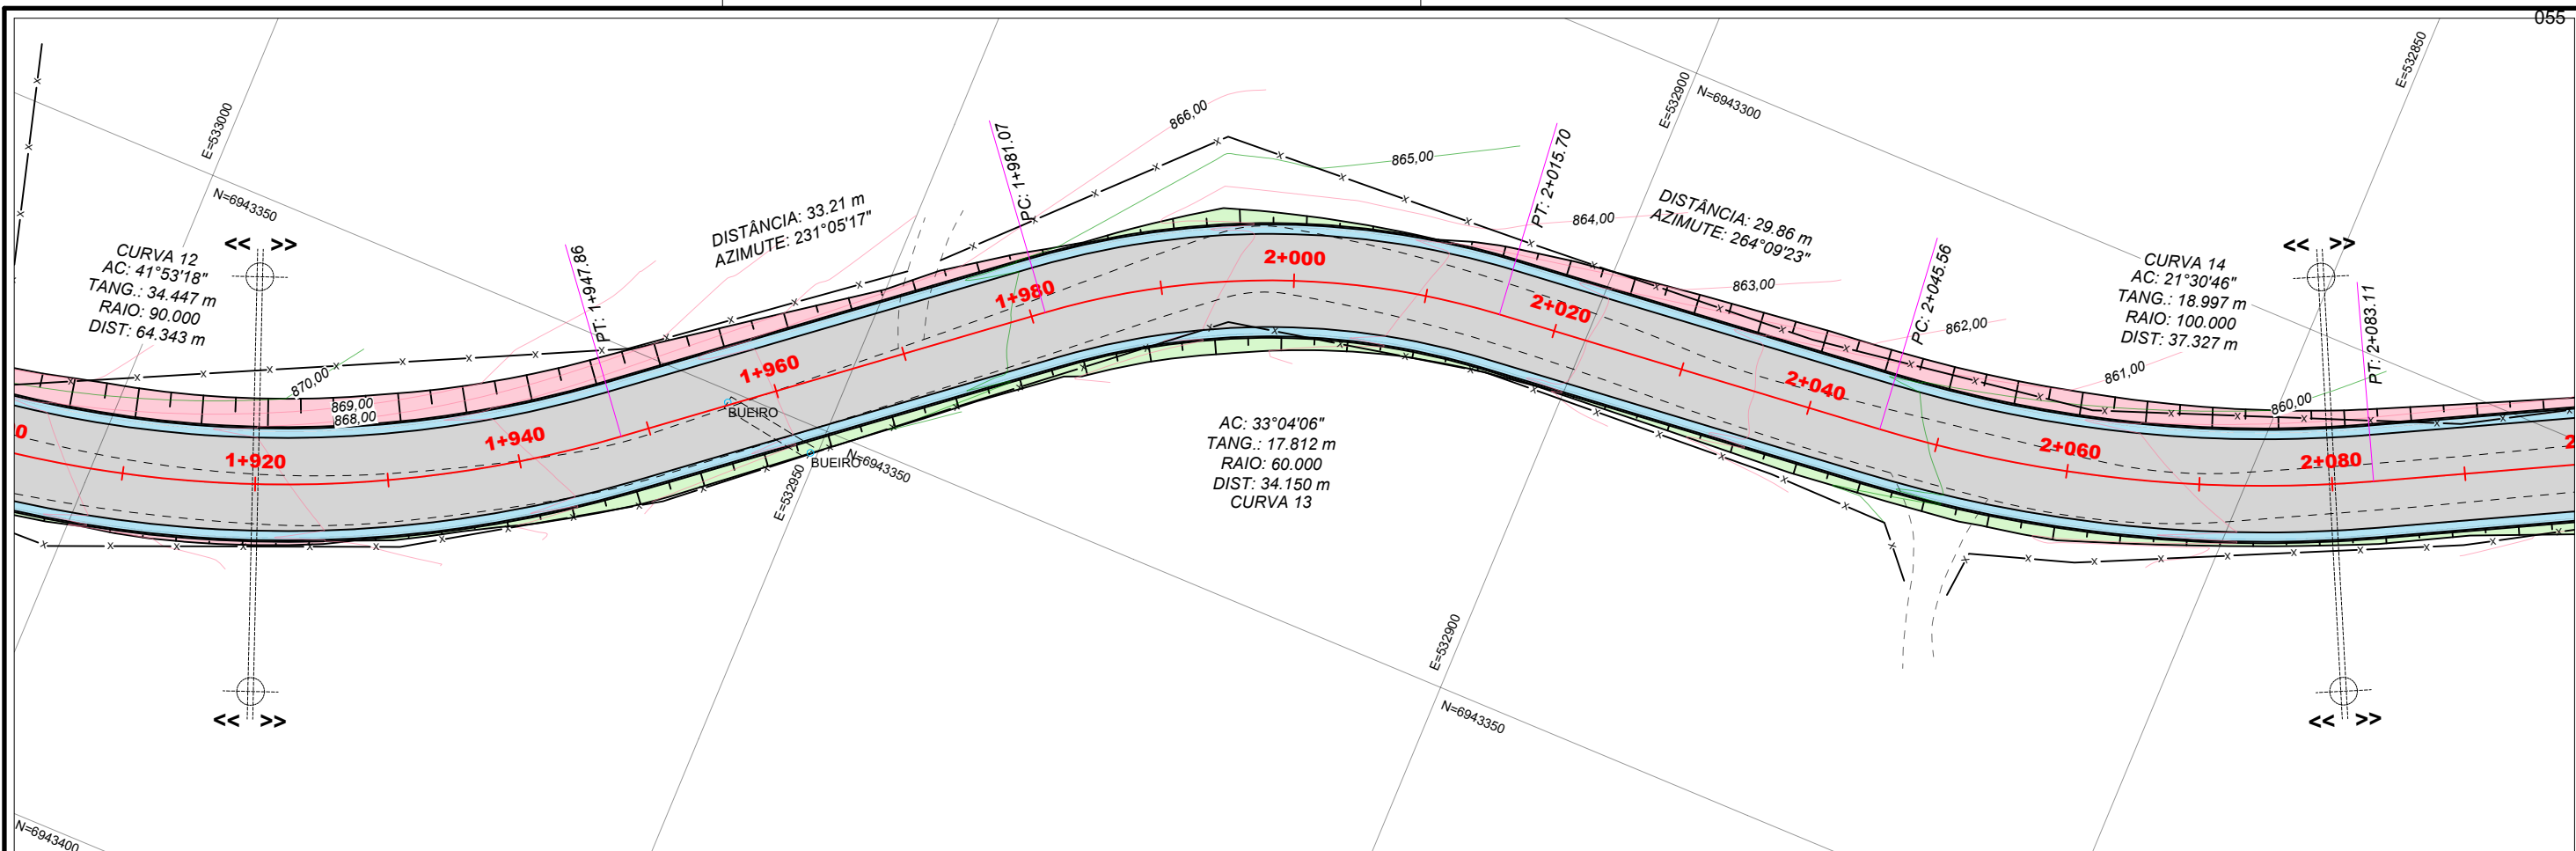 055
E=533000
N=6943350
CURVA 12
AC: 41°53'18"
TANG.: 34.447 m
RAIO: 90.000
DIST: 64.343 m
<< >>
<< >>
870,00
869,00
868,00
0
1+920
1+940
PT: 1+947.86
DISTÂNCIA: 33.21 m
AZIMUTE: 231°05'17"
1+960
BUEIRO
BUEIRO
E=532950
N=6943350
PC: 1+981.07
1+980
866,00
865,00
2+000
AC: 33°04'06"
TANG.: 17.812 m
RAIO: 60.000
DIST: 34.150 m
CURVA 13
PT: 2+015.70
864,00
2+020
E=532900
N=6943300
DISTÂNCIA: 29.86 m
AZIMUTE: 264°09'23"
863,00
2+040
E=532900
N=6943350
PC: 2+045.56
862,00
861,00
860,00
2+060
CURVA 14
AC: 21°30'46"
TANG.: 18.997 m
RAIO: 100.000
DIST: 37.327 m
<< >>
<< >>
E=532850
PT: 2+083.11
2+080
2
N=6943400